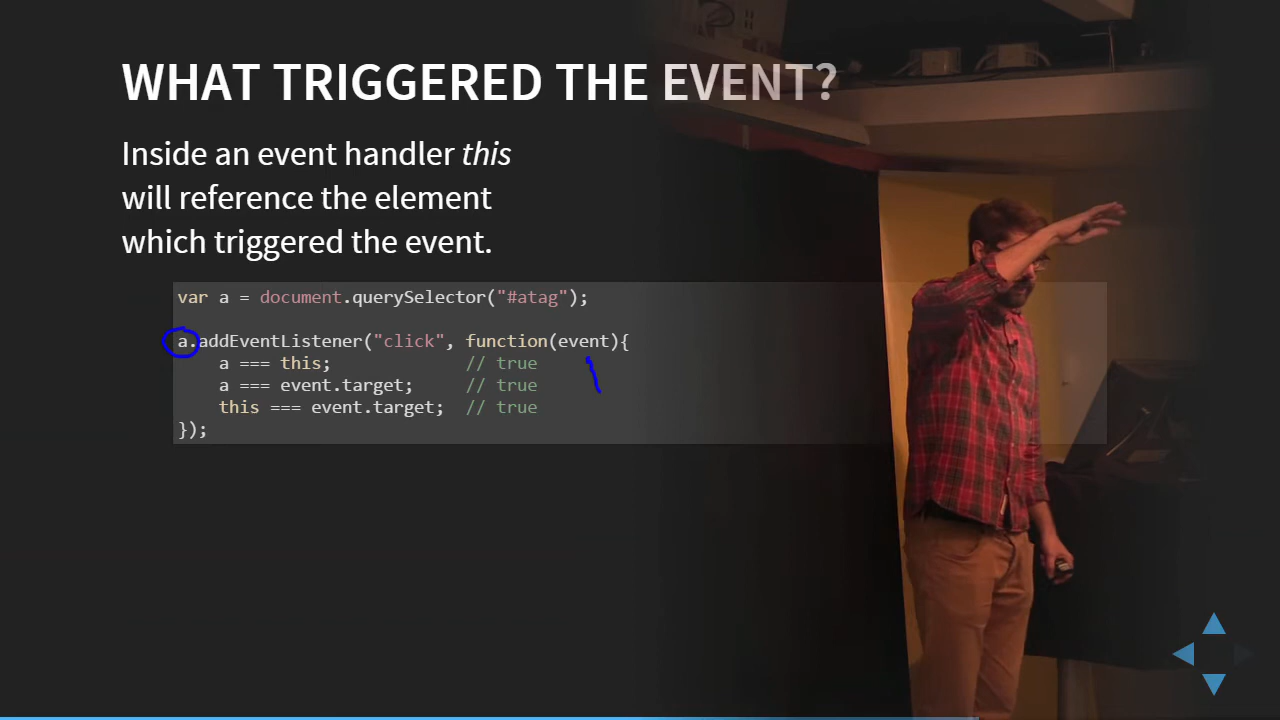 WHAT TRIGGERED THE EVENT?
Inside an event handler this
will reference the element
which triggered the event.
var a = document.querySelector("#atag");
a.addEventListener("click", function(event){
    a === this;             // true
    a === event.target;     // true
    this === event.target;  // true
});